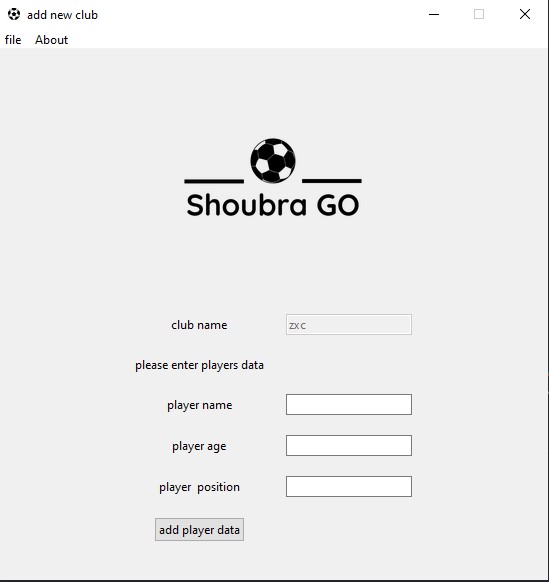 add new club
file About
Shoubra GO
club name zxc
please enter players data
player name
player age
player  position
add player data